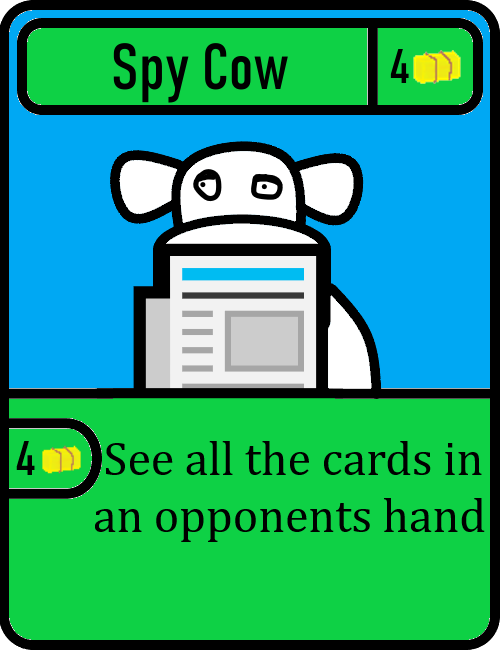 Spy Cow
4
4
See all the cards in
an opponents hand